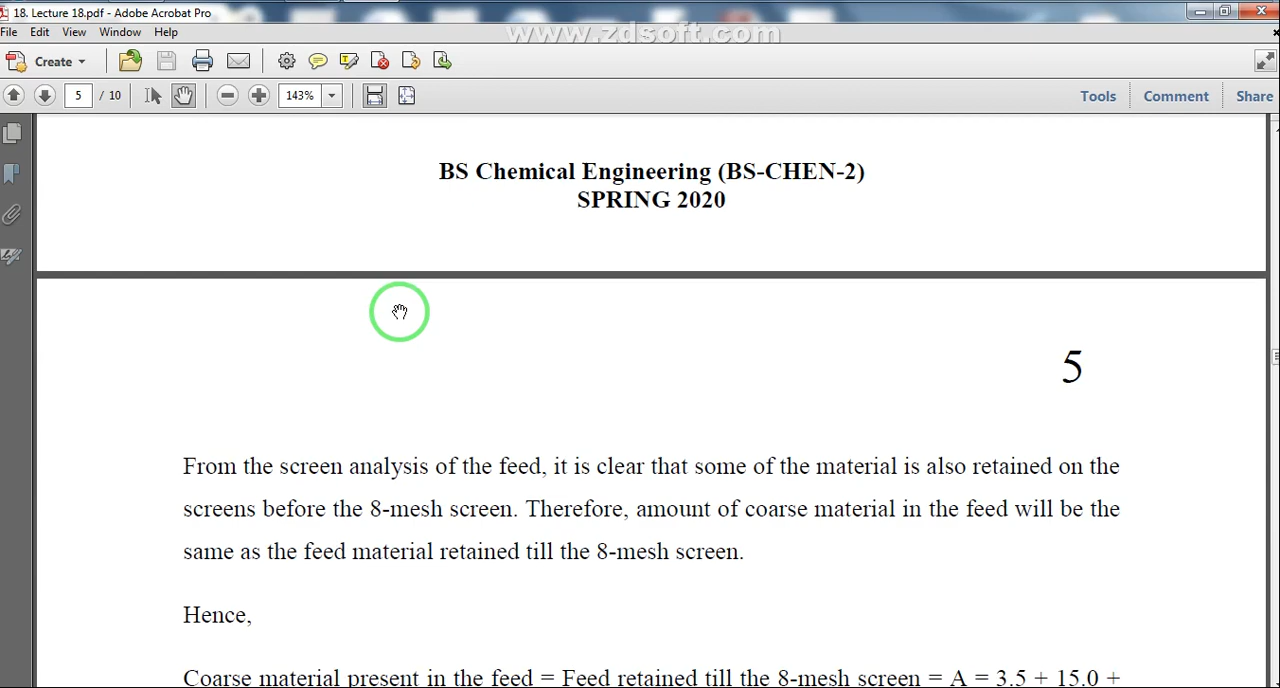 18. Lecture 18.pdf - Adobe Acrobat Pro
www.zdsoft.com
File Edit View Window Help
Create
5 / 10 143% Tools Comment Share
BS Chemical Engineering (BS-CHEN-2)
SPRING 2020
5
From the screen analysis of the feed, it is clear that some of the material is also retained on the
screens before the 8-mesh screen. Therefore, amount of coarse material in the feed will be the
same as the feed material retained till the 8-mesh screen.
Hence,
Coarse material present in the feed = Feed retained till the 8-mesh screen = A = 3.5 + 15.0 +